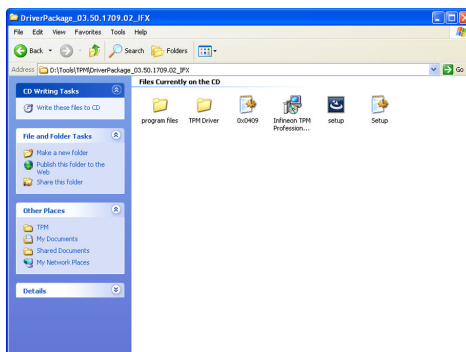 DriverPackage_03.50.1709.02_IFX
File Edit View Favorites Tools Help
Back Search Folders
Address D:\Tools\TPM\DriverPackage_03.50.1709.02_IFX Go
Files Currently on the CD
CD Writing Tasks
Write these files to CD
File and Folder Tasks
Make a new folder
Publish this folder to the
Web
Share this folder
Other Places
TPM
My Documents
Shared Documents
My Network Places
Details
program files
TPM Driver
0x0409
Infineon TPM
Profession...
setup
Setup